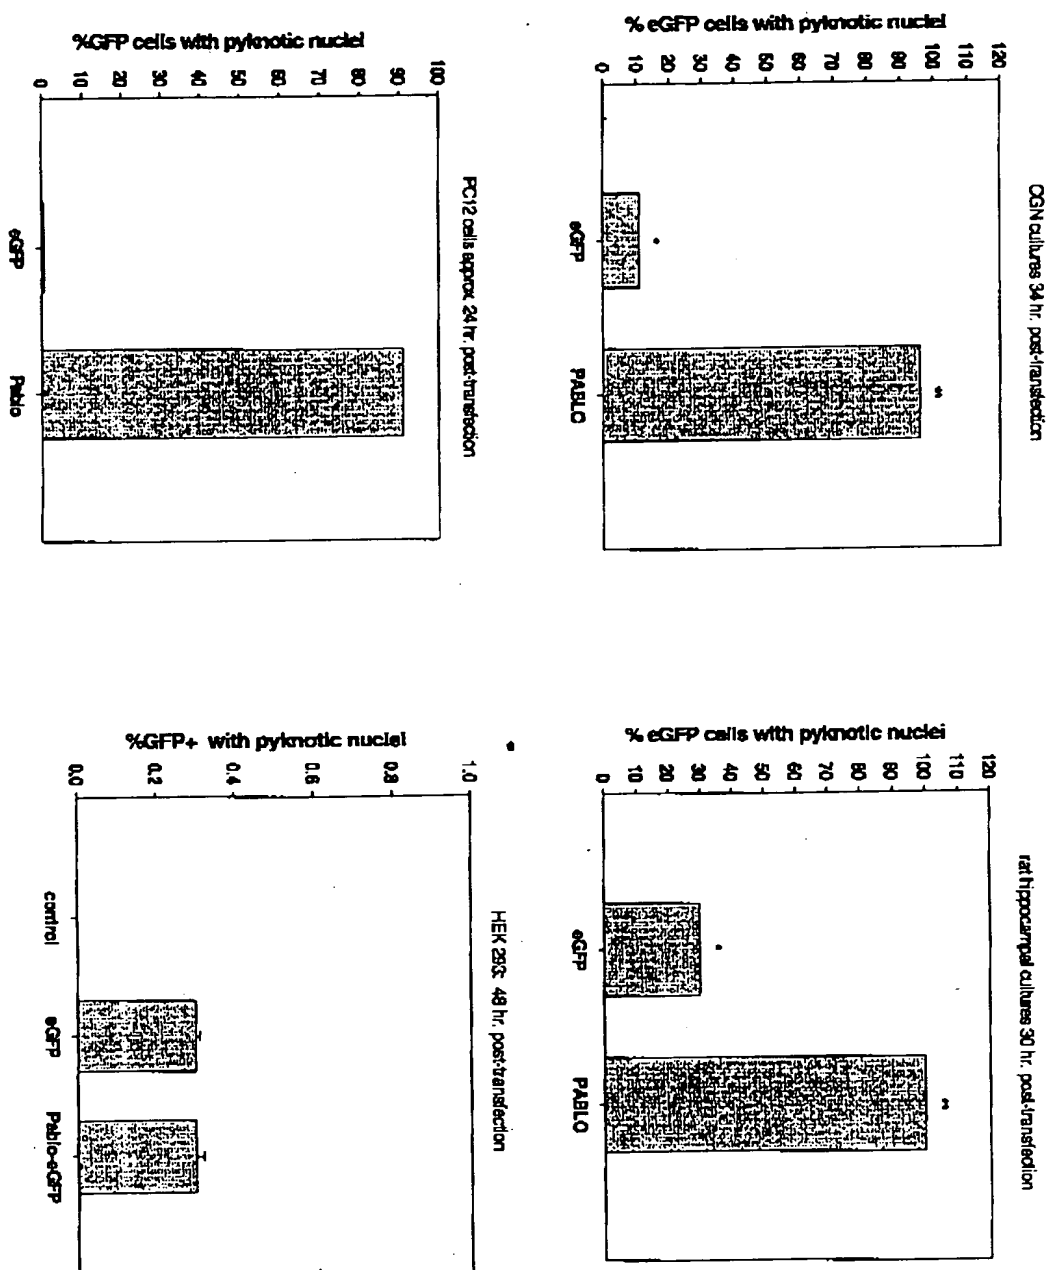 CGN cultures 34 hr. post-transfection
% eGFP cells with pyknotic nuclei
120
110
100
90
80
70
60
50
40
30
20
10
0
*
**
eGFP
PABLO
rat hippocampal cultures 30 hr. post-transfection
% eGFP cells with pyknotic nuclei
120
110
100
90
80
70
60
50
40
30
20
10
0
*
**
eGFP
PABLO
PC12 cells approx. 24 hr. post-transfection
%GFP cells with pyknotic nuclei
100
90
80
70
60
50
40
30
20
10
0
eGFP
Pablo
HEK 293: 48 hr. post-transfection
%GFP+ with pyknotic nuclei
1.0
0.8
0.6
0.4
0.2
0.0
control
eGFP
Pablo-eGFP